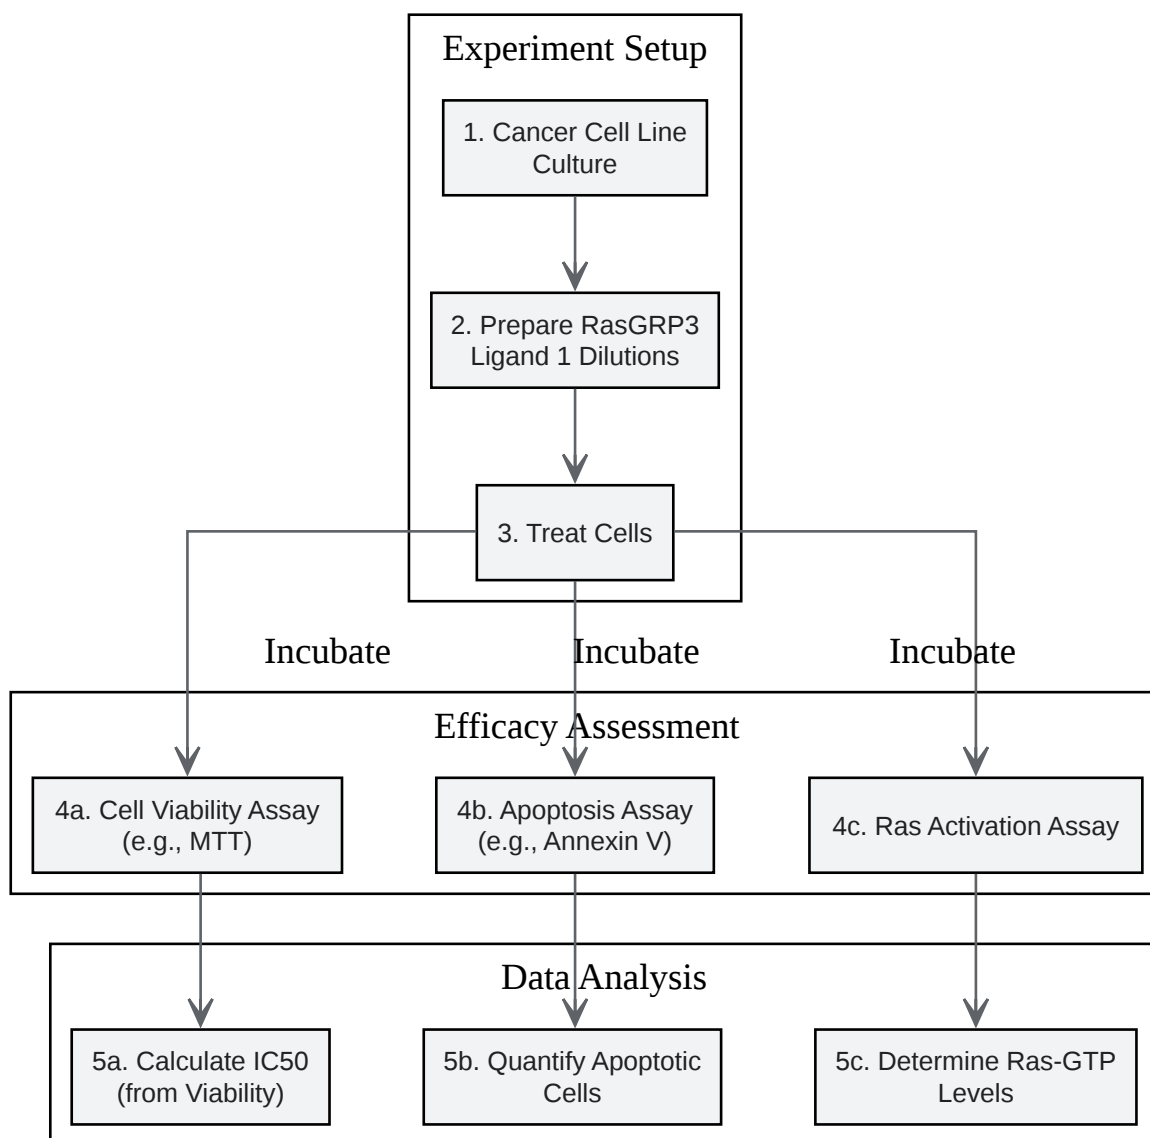 Experiment Setup
1. Cancer Cell Line
Culture
2. Prepare RasGRP3
Ligand 1 Dilutions
3. Treat Cells
Incubate
Incubate
Incubate
Efficacy Assessment
4a. Cell Viability Assay
(e.g., MTT)
4b. Apoptosis Assay
(e.g., Annexin V)
4c. Ras Activation Assay
Data Analysis
5a. Calculate IC50
(from Viability)
5b. Quantify Apoptotic
Cells
5c. Determine Ras-GTP
Levels